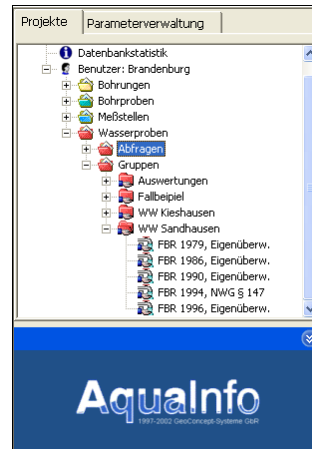 Projekte Parameterverwaltung
Datenbankstatistik
Benutzer: Brandenburg
Bohrungen
Bohrproben
Meßstellen
Wasserproben
Abfragen
Gruppen
Auswertungen
Fallbeipiel
WW Kieshausen
WW Sandhausen
FBR 1979, Eigenüberw.
FBR 1986, Eigenüberw.
FBR 1990, Eigenüberw.
FBR 1994, NWG § 147
FBR 1996, Eigenüberw.
AquaInfo
1997-2002 GeoConcept-Systeme GbR